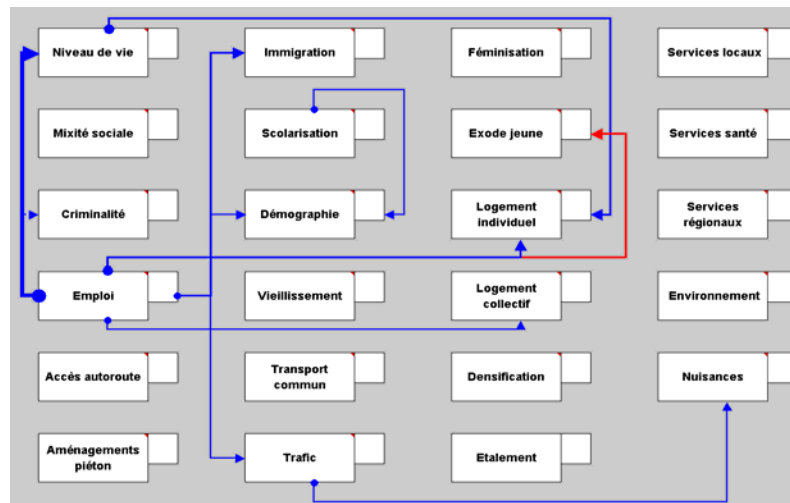 Niveau de vie
Immigration
Féminisation
Services locaux
Mixité sociale
Scolarisation
Exode jeune
Services santé
Criminalité
Démographie
Logement
individuel
Services
régionaux
Emploi
Vieillissement
Logement
collectif
Environnement
Accès autoroute
Transport
commun
Densification
Nuisances
Aménagements
piéton
Trafic
Etalement